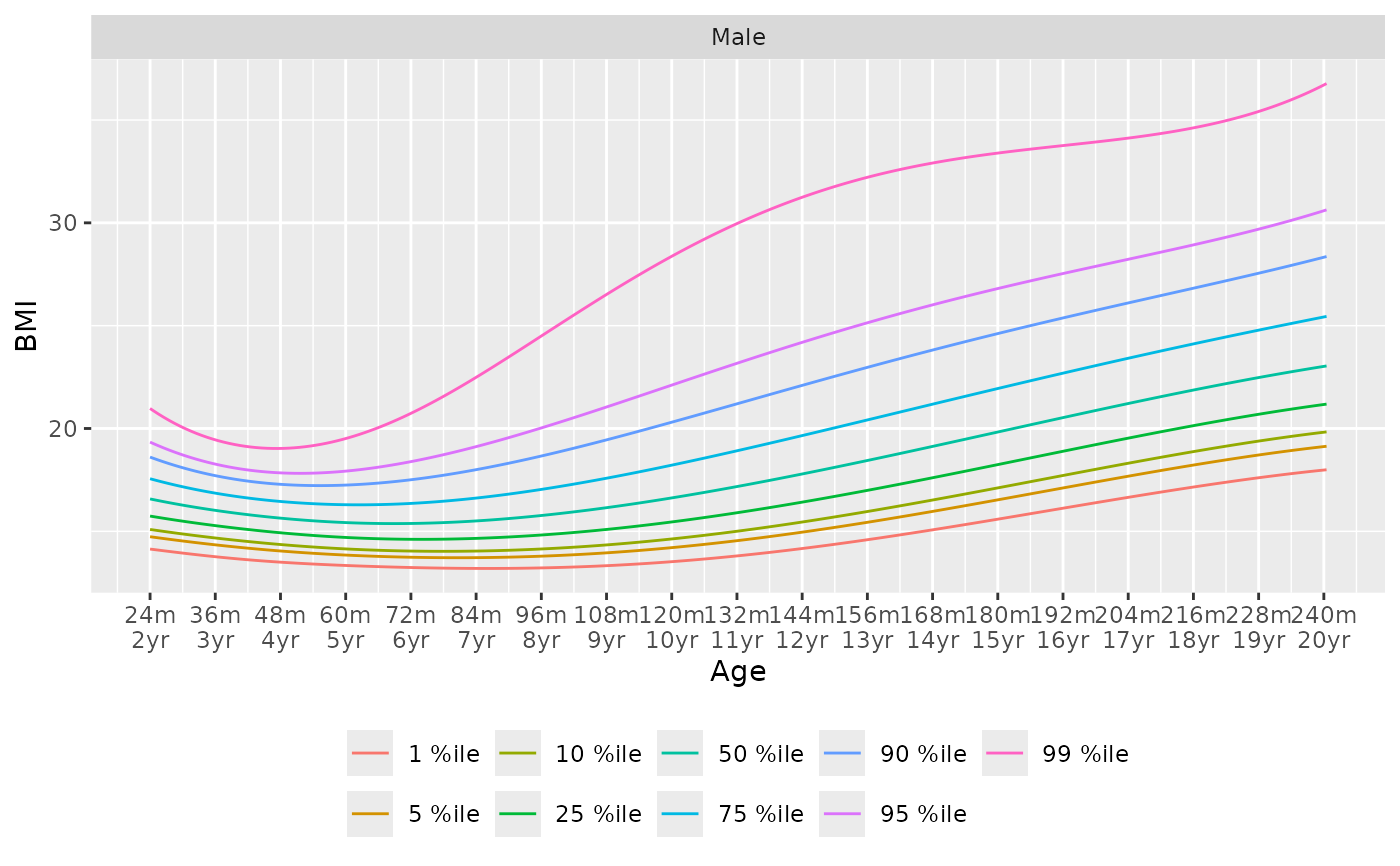 Male
30
20
BMI
24m 36m 48m 60m 72m 84m 96m 108m 120m 132m 144m 156m 168m 180m 192m 204m 216m 228m 240m
2yr 3yr 4yr 5yr 6yr 7yr 8yr 9yr 10yr 11yr 12yr 13yr 14yr 15yr 16yr 17yr 18yr 19yr 20yr
Age
1 %ile 10 %ile 50 %ile 90 %ile 99 %ile
5 %ile 25 %ile 75 %ile 95 %ile